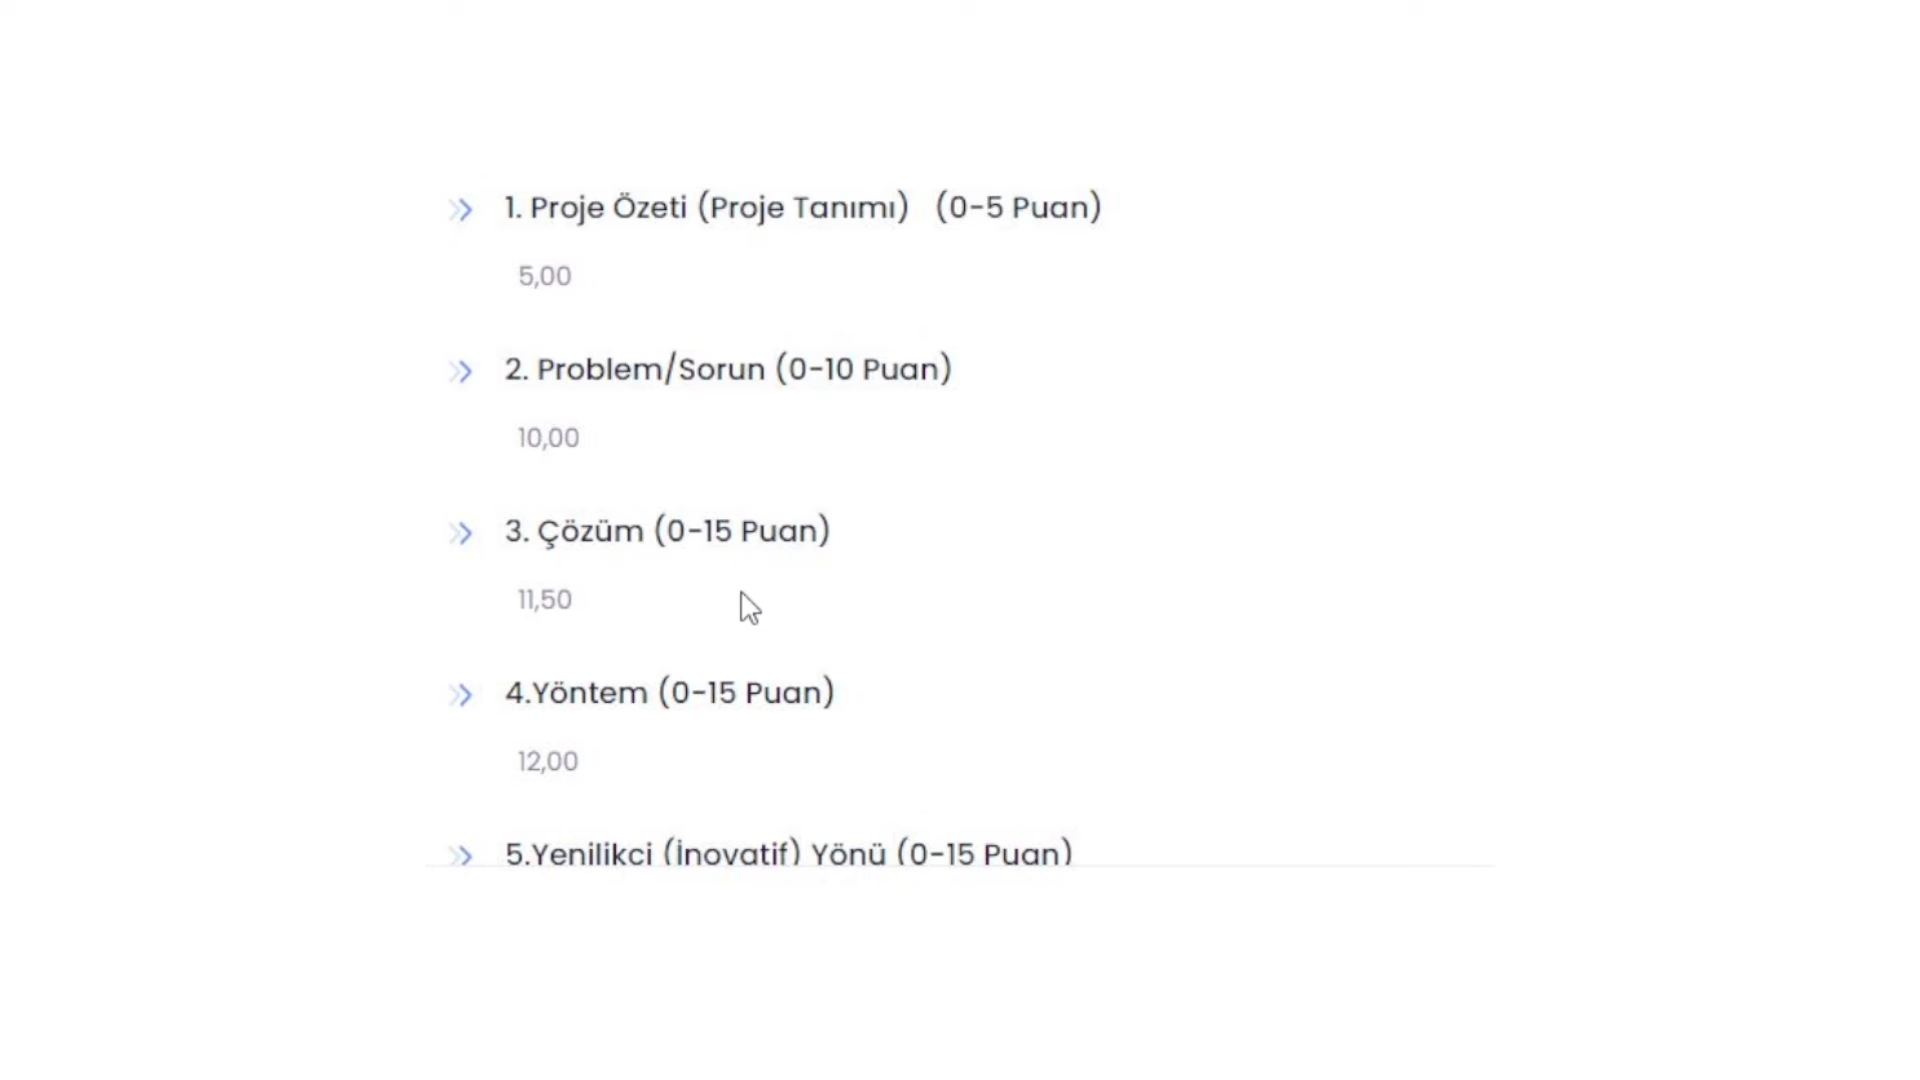 1. Proje Özeti (Proje Tanımı) (0-5 Puan)
5,00
2. Problem/Sorun (0-10 Puan)
10,00
3. Çözüm (0-15 Puan)
11,50
4.Yöntem (0-15 Puan)
12,00
5.Yenilikci (İnovatif) Yönü (0-15 Puan)